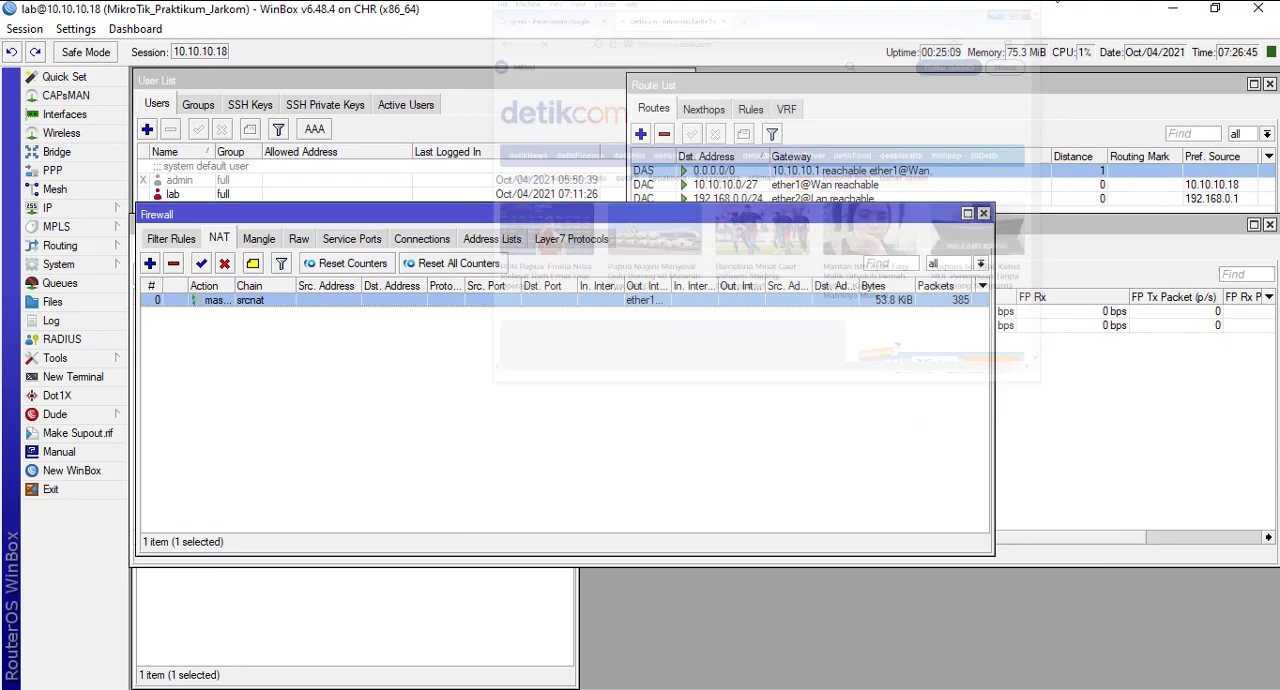 lab@10.10.10.18 (MikroTik_Praktikum_Jarkom) - WinBox v6.48.4 on CHR (x86_64)
Session Settings Dashboard
Safe Mode Session: 10.10.10.18 Uptime: 00:25:09 Memory: 75.3 MiB CPU: 1% Date: Oct/04/2021 Time: 07:26:45
Quick Set
CAPsMAN
Interfaces
Wireless
Bridge
PPP
Mesh
IP
MPLS
Routing
System
Queues
Files
Log
RADIUS
Tools
New Terminal
Dot1X
Dude
Make Supout.rif
Manual
New WinBox
Exit
RouterOS WinBox
User List
Users Groups SSH Keys SSH Private Keys Active Users
AAA
Name / Group Allowed Address Last Logged In
::: system default user
X admin full Oct/04/2021 05:50:39
lab full Oct/04/2021 07:11:26
Route List
Routes Nexthops Rules VRF
Find all
Dst. Address Gateway Distance Routing Mark Pref. Source
DAS 0.0.0.0/0 10.10.10.1 reachable ether1@Wan. 1
DAC 10.10.10.0/27 ether1@Wan reachable 0 10.10.10.18
DAC 192.168.0.0/24 ether2@Lan reachable 0 192.168.0.1
detikcom
Firewall
Filter Rules NAT Mangle Raw Service Ports Connections Address Lists Layer7 Protocols
Reset Counters Reset All Counters Find all
# Action Chain Src. Address Dst. Address Proto... Src. Port Dst. Port In. Inter... Out. Int... In. Inter... Out. Int... Src. Ad... Dst. Ad... Bytes Packets
0 mas... srcnat ether1... 53.8 KiB 385
1 item (1 selected)
Find
FP Rx FP Tx Packet (p/s) FP Rx P
bps 0 bps 0
bps 0 bps 0
1 item (1 selected)